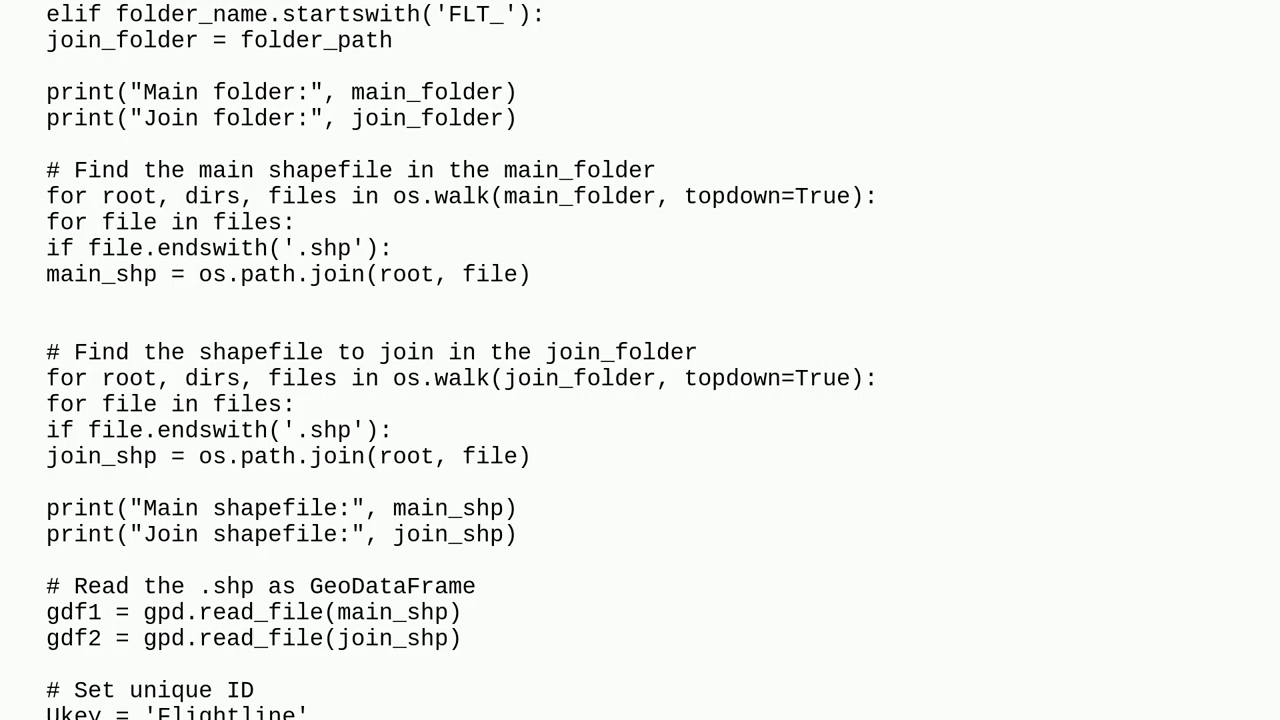 elif folder_name.startswith('FLT_'):
join_folder = folder_path
print("Main folder:", main_folder)
print("Join folder:", join_folder)
# Find the main shapefile in the main_folder
for root, dirs, files in os.walk(main_folder, topdown=True):
for file in files:
if file.endswith('.shp'):
main_shp = os.path.join(root, file)
# Find the shapefile to join in the join_folder
for root, dirs, files in os.walk(join_folder, topdown=True):
for file in files:
if file.endswith('.shp'):
join_shp = os.path.join(root, file)
print("Main shapefile:", main_shp)
print("Join shapefile:", join_shp)
# Read the .shp as GeoDataFrame
gdf1 = gpd.read_file(main_shp)
gdf2 = gpd.read_file(join_shp)
# Set unique ID
Ukey = 'Flightline'